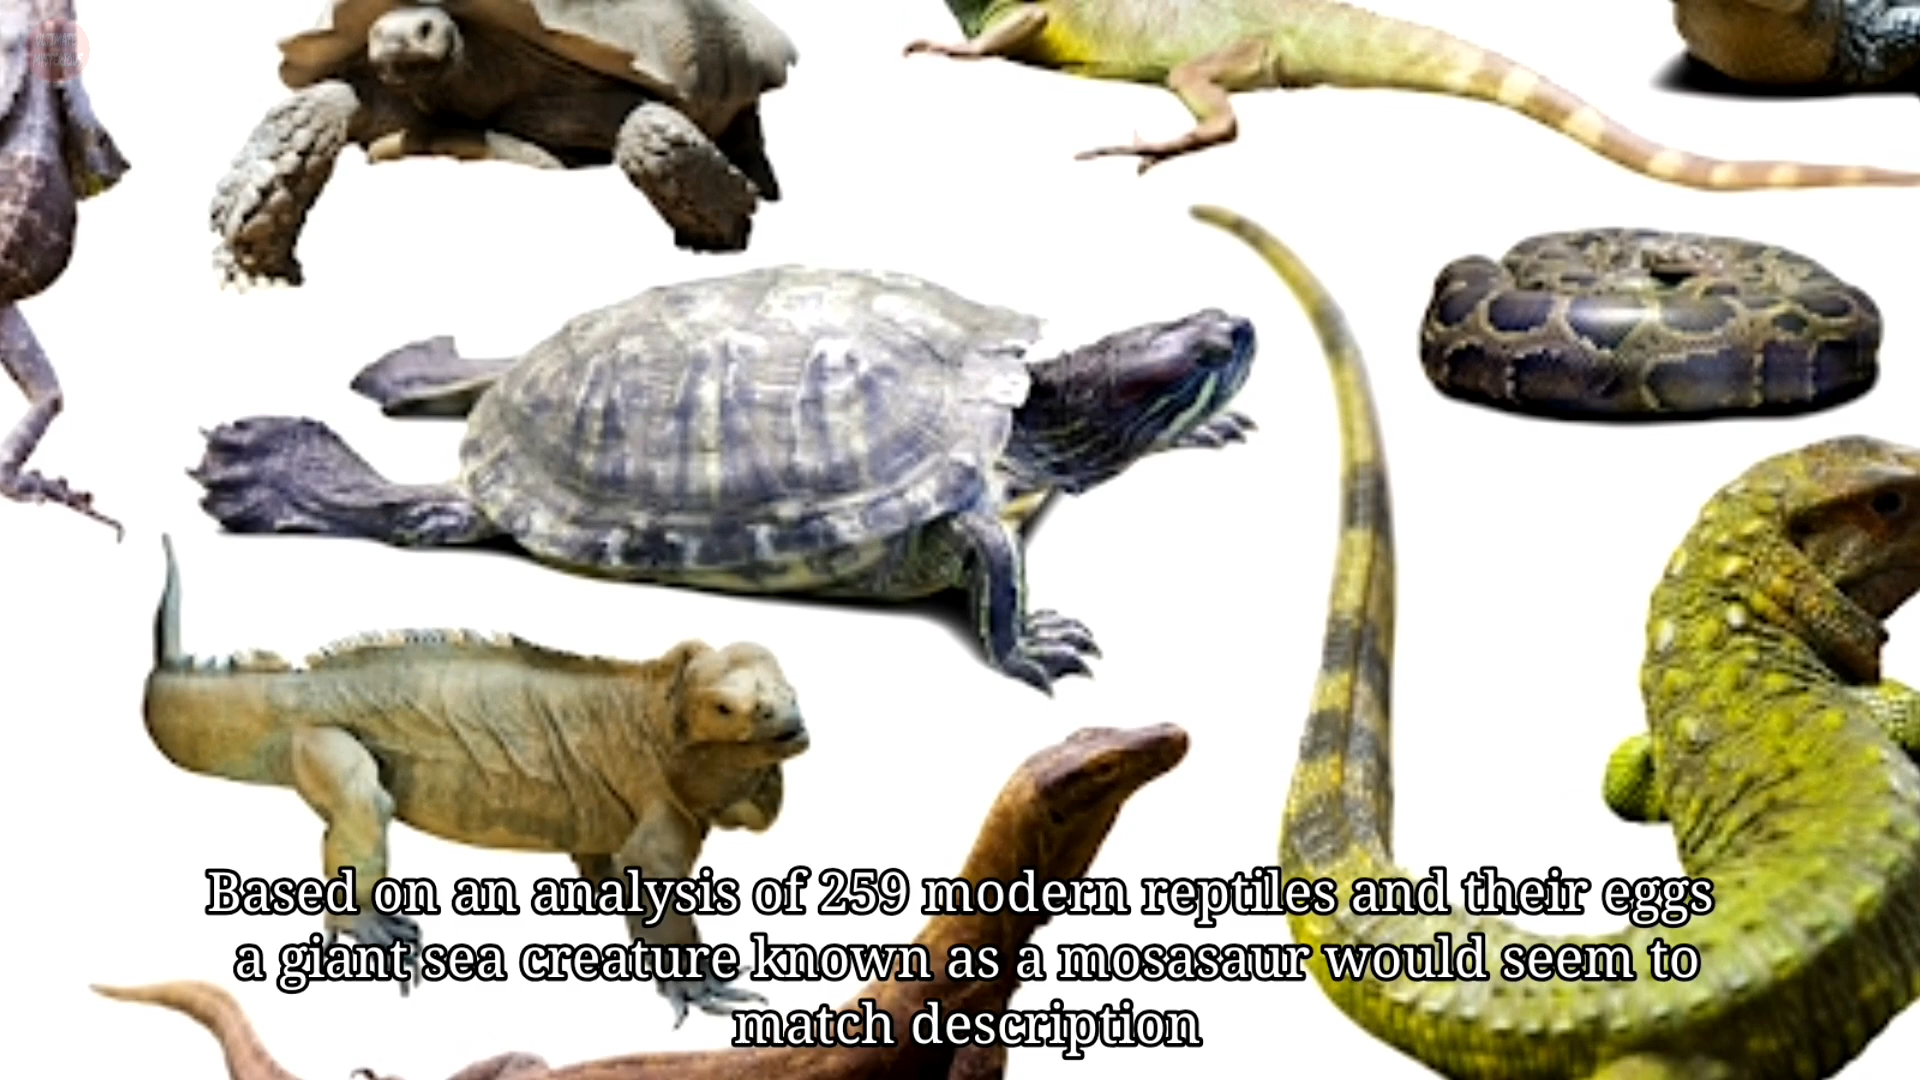 ULTIMATE
Based on an analysis of 259 modern reptiles and their eggs
a giant sea creature known as a mosasaur would seem to
match description